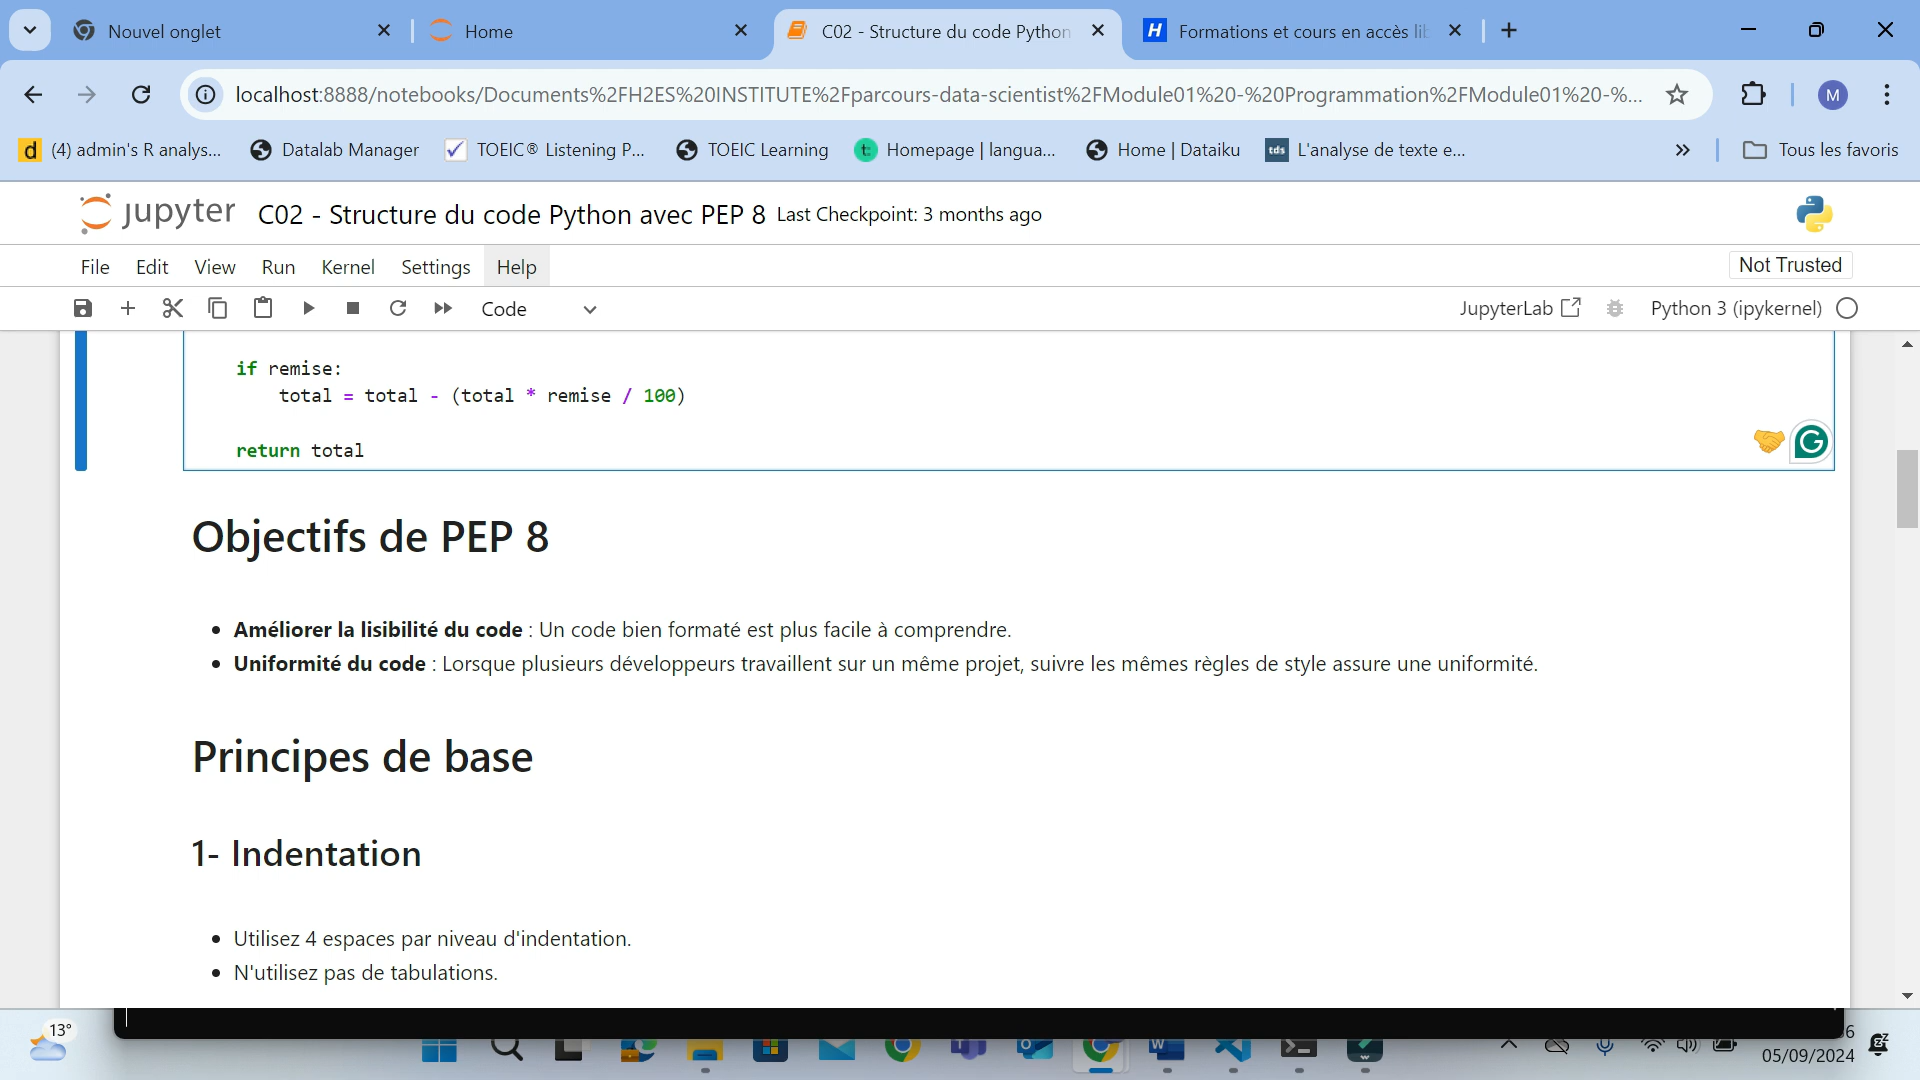 Nouvel onglet
Home
C02 - Structure du code Python
Formations et cours en accès lib
localhost:8888/notebooks/Documents%2FH2ES%20INSTITUTE%2Fparcours-data-scientist%2FModule01%20-%20Programmation%2FModule01%20-%...
M
d (4) admin's R analys...
Datalab Manager
TOEIC® Listening P...
TOEIC Learning
t: Homepage | langua...
Home | Dataiku
tds L'analyse de texte e...
»
Tous les favoris
jupyter C02 - Structure du code Python avec PEP 8 Last Checkpoint: 3 months ago
File Edit View Run Kernel Settings Help
Not Trusted
Code
JupyterLab
Python 3 (ipykernel)
if remise:
total = total - (total * remise / 100)
return total
Objectifs de PEP 8
• Améliorer la lisibilité du code : Un code bien formaté est plus facile à comprendre.
• Uniformité du code : Lorsque plusieurs développeurs travaillent sur un même projet, suivre les mêmes règles de style assure une uniformité.
Principes de base
1- Indentation
• Utilisez 4 espaces par niveau d'indentation.
• N'utilisez pas de tabulations.
13°
05/09/2024